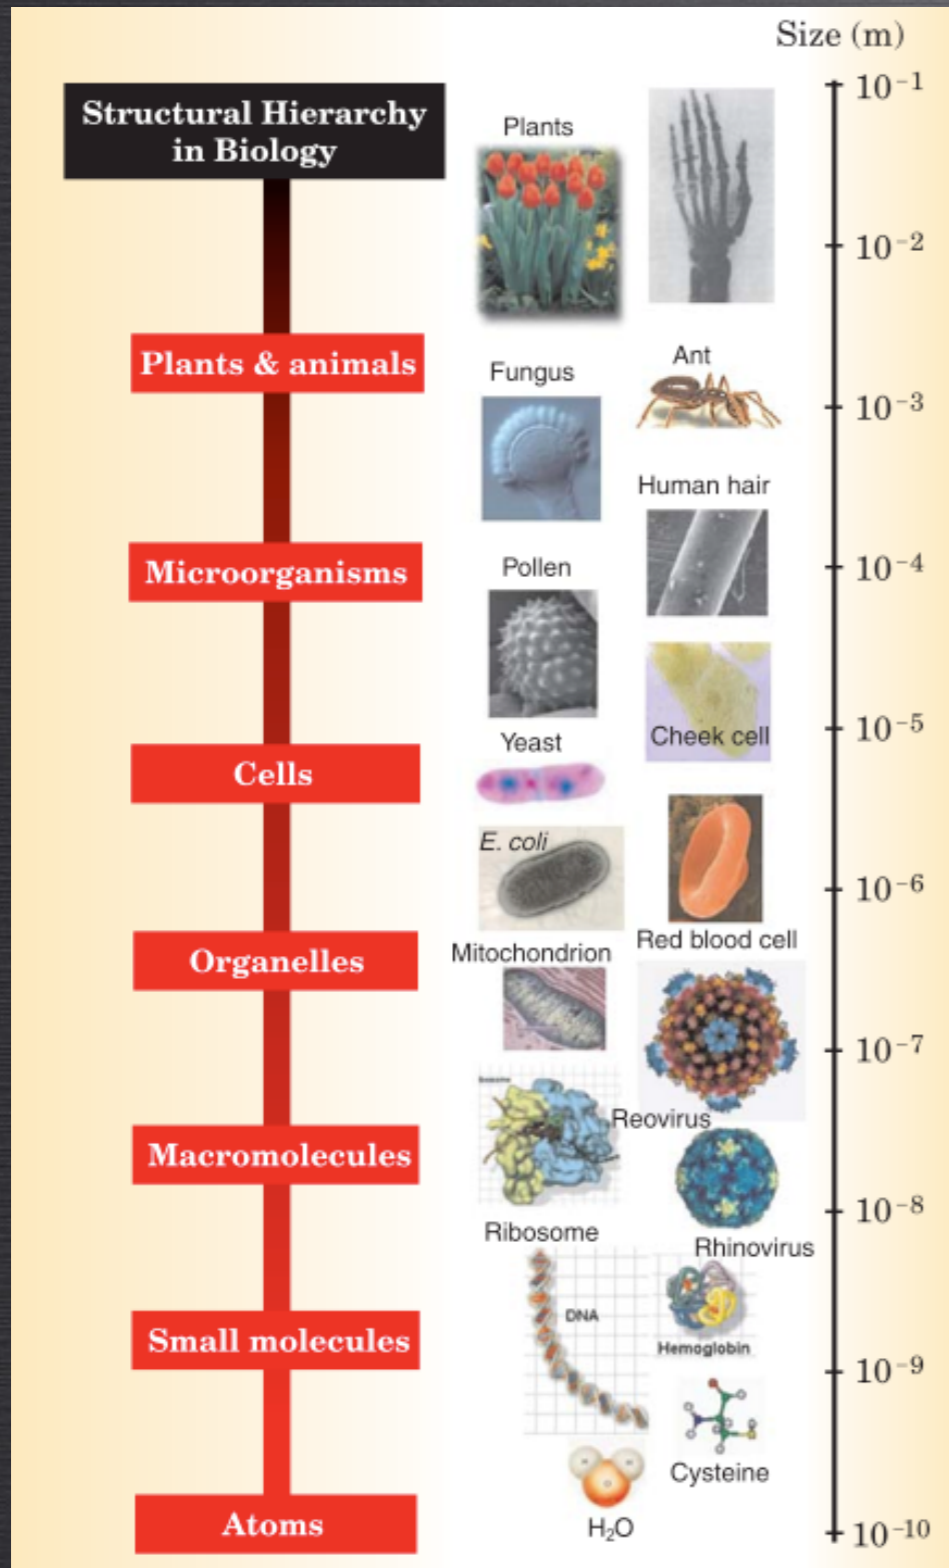 Size (m)
Structural Hierarchy
in Biology
Plants & animals
Microorganisms
Cells
Organelles
Macromolecules
Small molecules
Atoms
Plants
Fungus
Ant
Human hair
Pollen
Cheek cell
Yeast
E. coli
Red blood cell
Mitochondrion
Reovirus
Ribosome
Rhinovirus
DNA
Hemoglobin
Cysteine
H₂O
10⁻¹
10⁻²
10⁻³
10⁻⁴
10⁻⁵
10⁻⁶
10⁻⁷
10⁻⁸
10⁻⁹
10⁻¹⁰